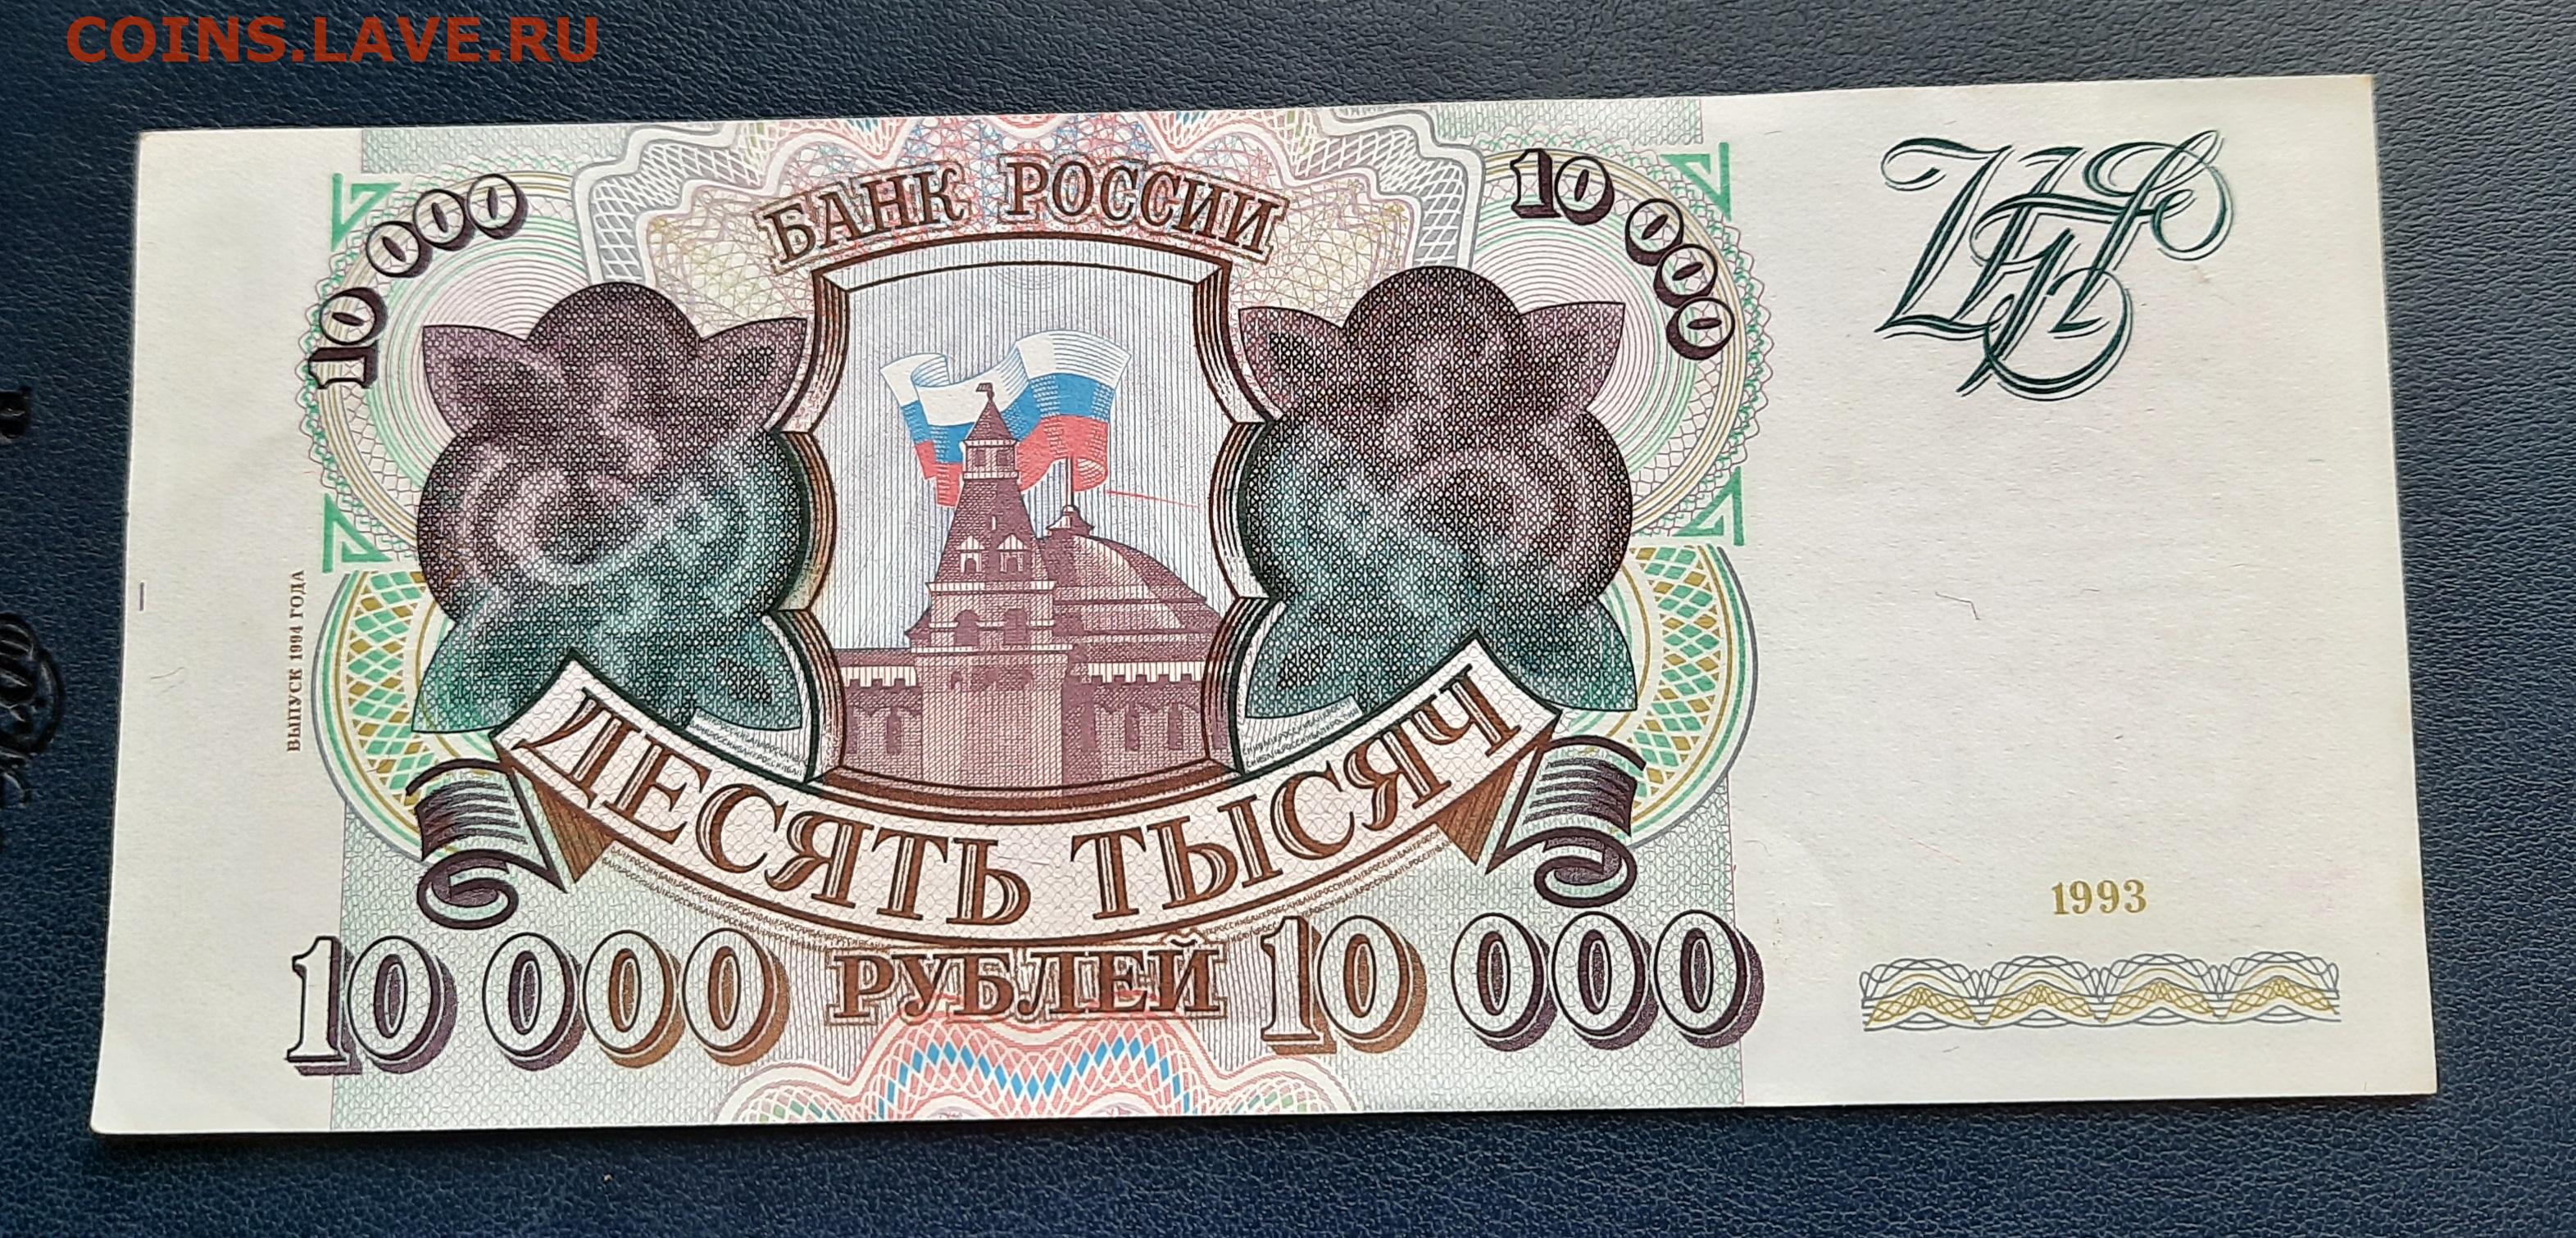 COINS.LAVE.RU
10 000
БАНК РОССИИ
10 000
ВЫПУСК 1994 ГОДА
ДЕСЯТЬ ТЫСЯЧ
10 000 РУБЛЕЙ 10 000
1993